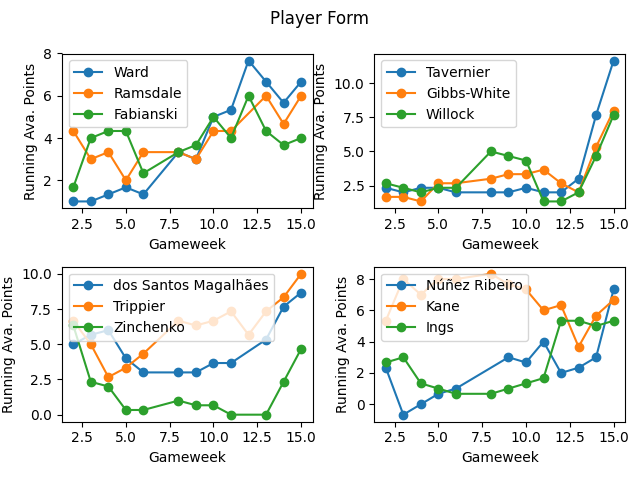 Player Form
Running Ava. Points
8
6
4
2
Ward
Ramsdale
Fabianski
2.5 5.0 7.5 10.0 12.5 15.0
Gameweek
Running Ava. Points
10.0
7.5
5.0
2.5
Tavernier
Gibbs-White
Willock
2.5 5.0 7.5 10.0 12.5 15.0
Gameweek
Running Ava. Points
10.0
7.5
5.0
2.5
0.0
dos Santos Magalhães
Trippier
Zinchenko
2.5 5.0 7.5 10.0 12.5 15.0
Gameweek
Running Ava. Points
8
6
4
2
0
Núñez Ribeiro
Kane
Ings
2.5 5.0 7.5 10.0 12.5 15.0
Gameweek